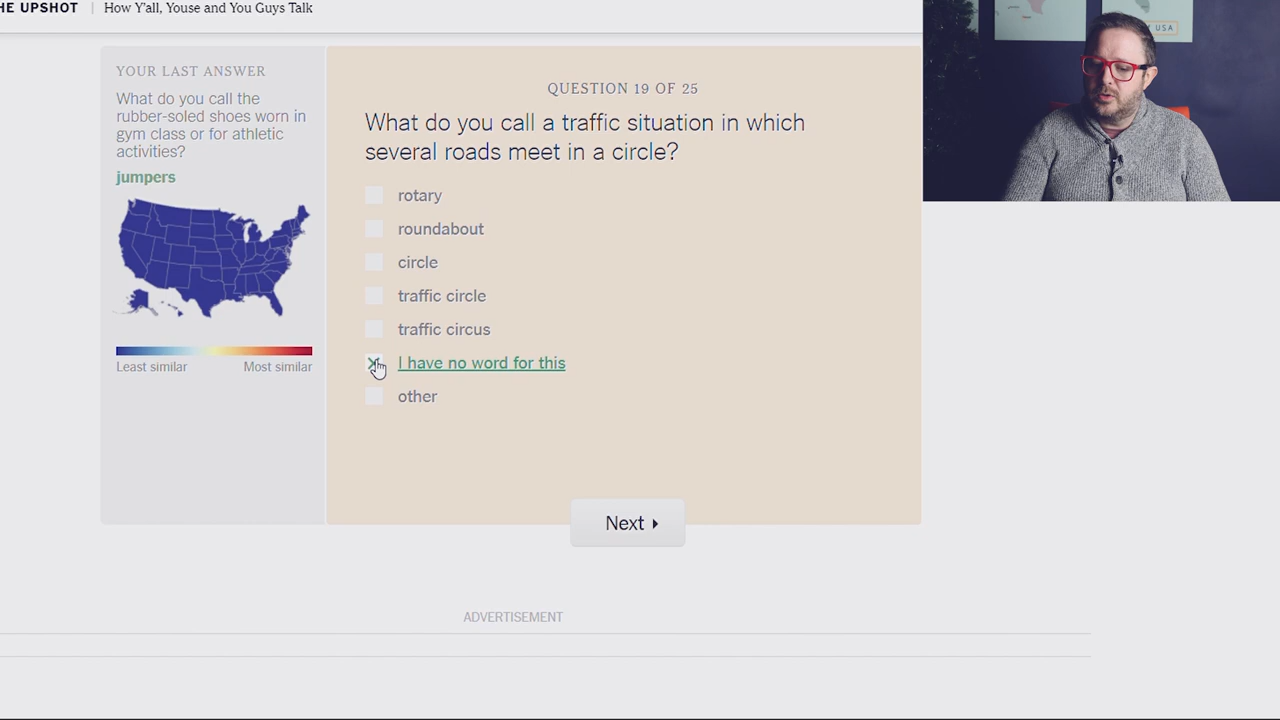 HE UPSHOT | How Y'all, Youse and You Guys Talk
YOUR LAST ANSWER
What do you call the
rubber-soled shoes worn in
gym class or for athletic
activities?
jumpers
Least similar Most similar
QUESTION 19 OF 25
What do you call a traffic situation in which
several roads meet in a circle?
rotary
roundabout
circle
traffic circle
traffic circus
I have no word for this
other
Next
ADVERTISEMENT
USA